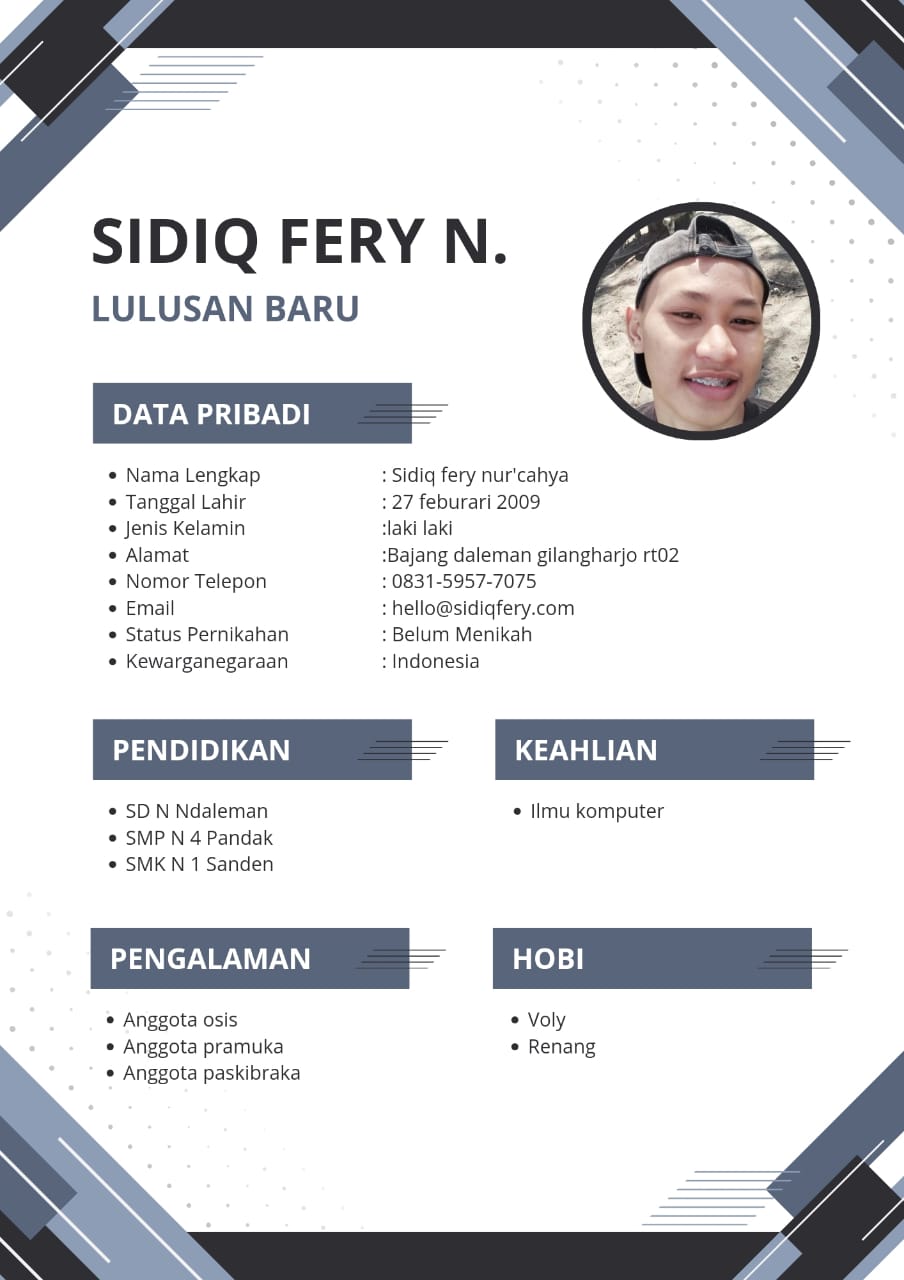 SIDIQ FERY N.
LULUSAN BARU
DATA PRIBADI
Nama Lengkap : Sidiq fery nur'cahya
Tanggal Lahir : 27 feburari 2009
Jenis Kelamin :laki laki
Alamat :Bajang daleman gilangharjo rt02
Nomor Telepon : 0831-5957-7075
Email : hello@sidiqfery.com
Status Pernikahan : Belum Menikah
Kewarganegaraan : Indonesia
PENDIDIKAN
SD N Ndaleman
SMP N 4 Pandak
SMK N 1 Sanden
KEAHLIAN
Ilmu komputer
PENGALAMAN
Anggota osis
Anggota pramuka
Anggota paskibraka
HOBI
Voly
Renang